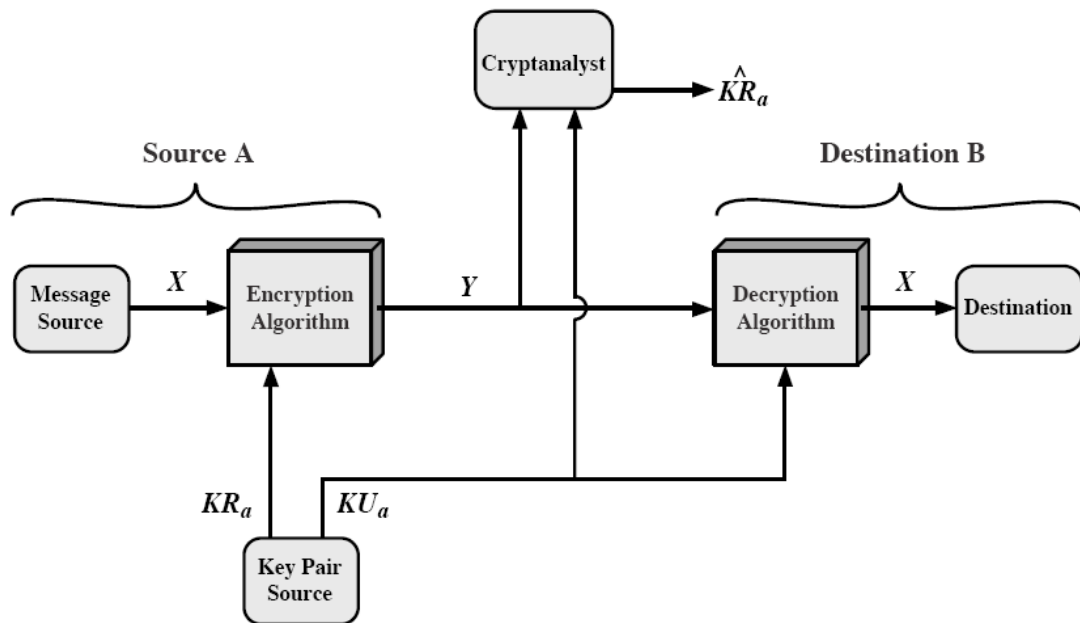 Cryptanalyst
K̂R_a
Source A
Destination B
Message
Source
X
Encryption
Algorithm
Y
Decryption
Algorithm
X
Destination
KR_a
KU_a
Key Pair
Source